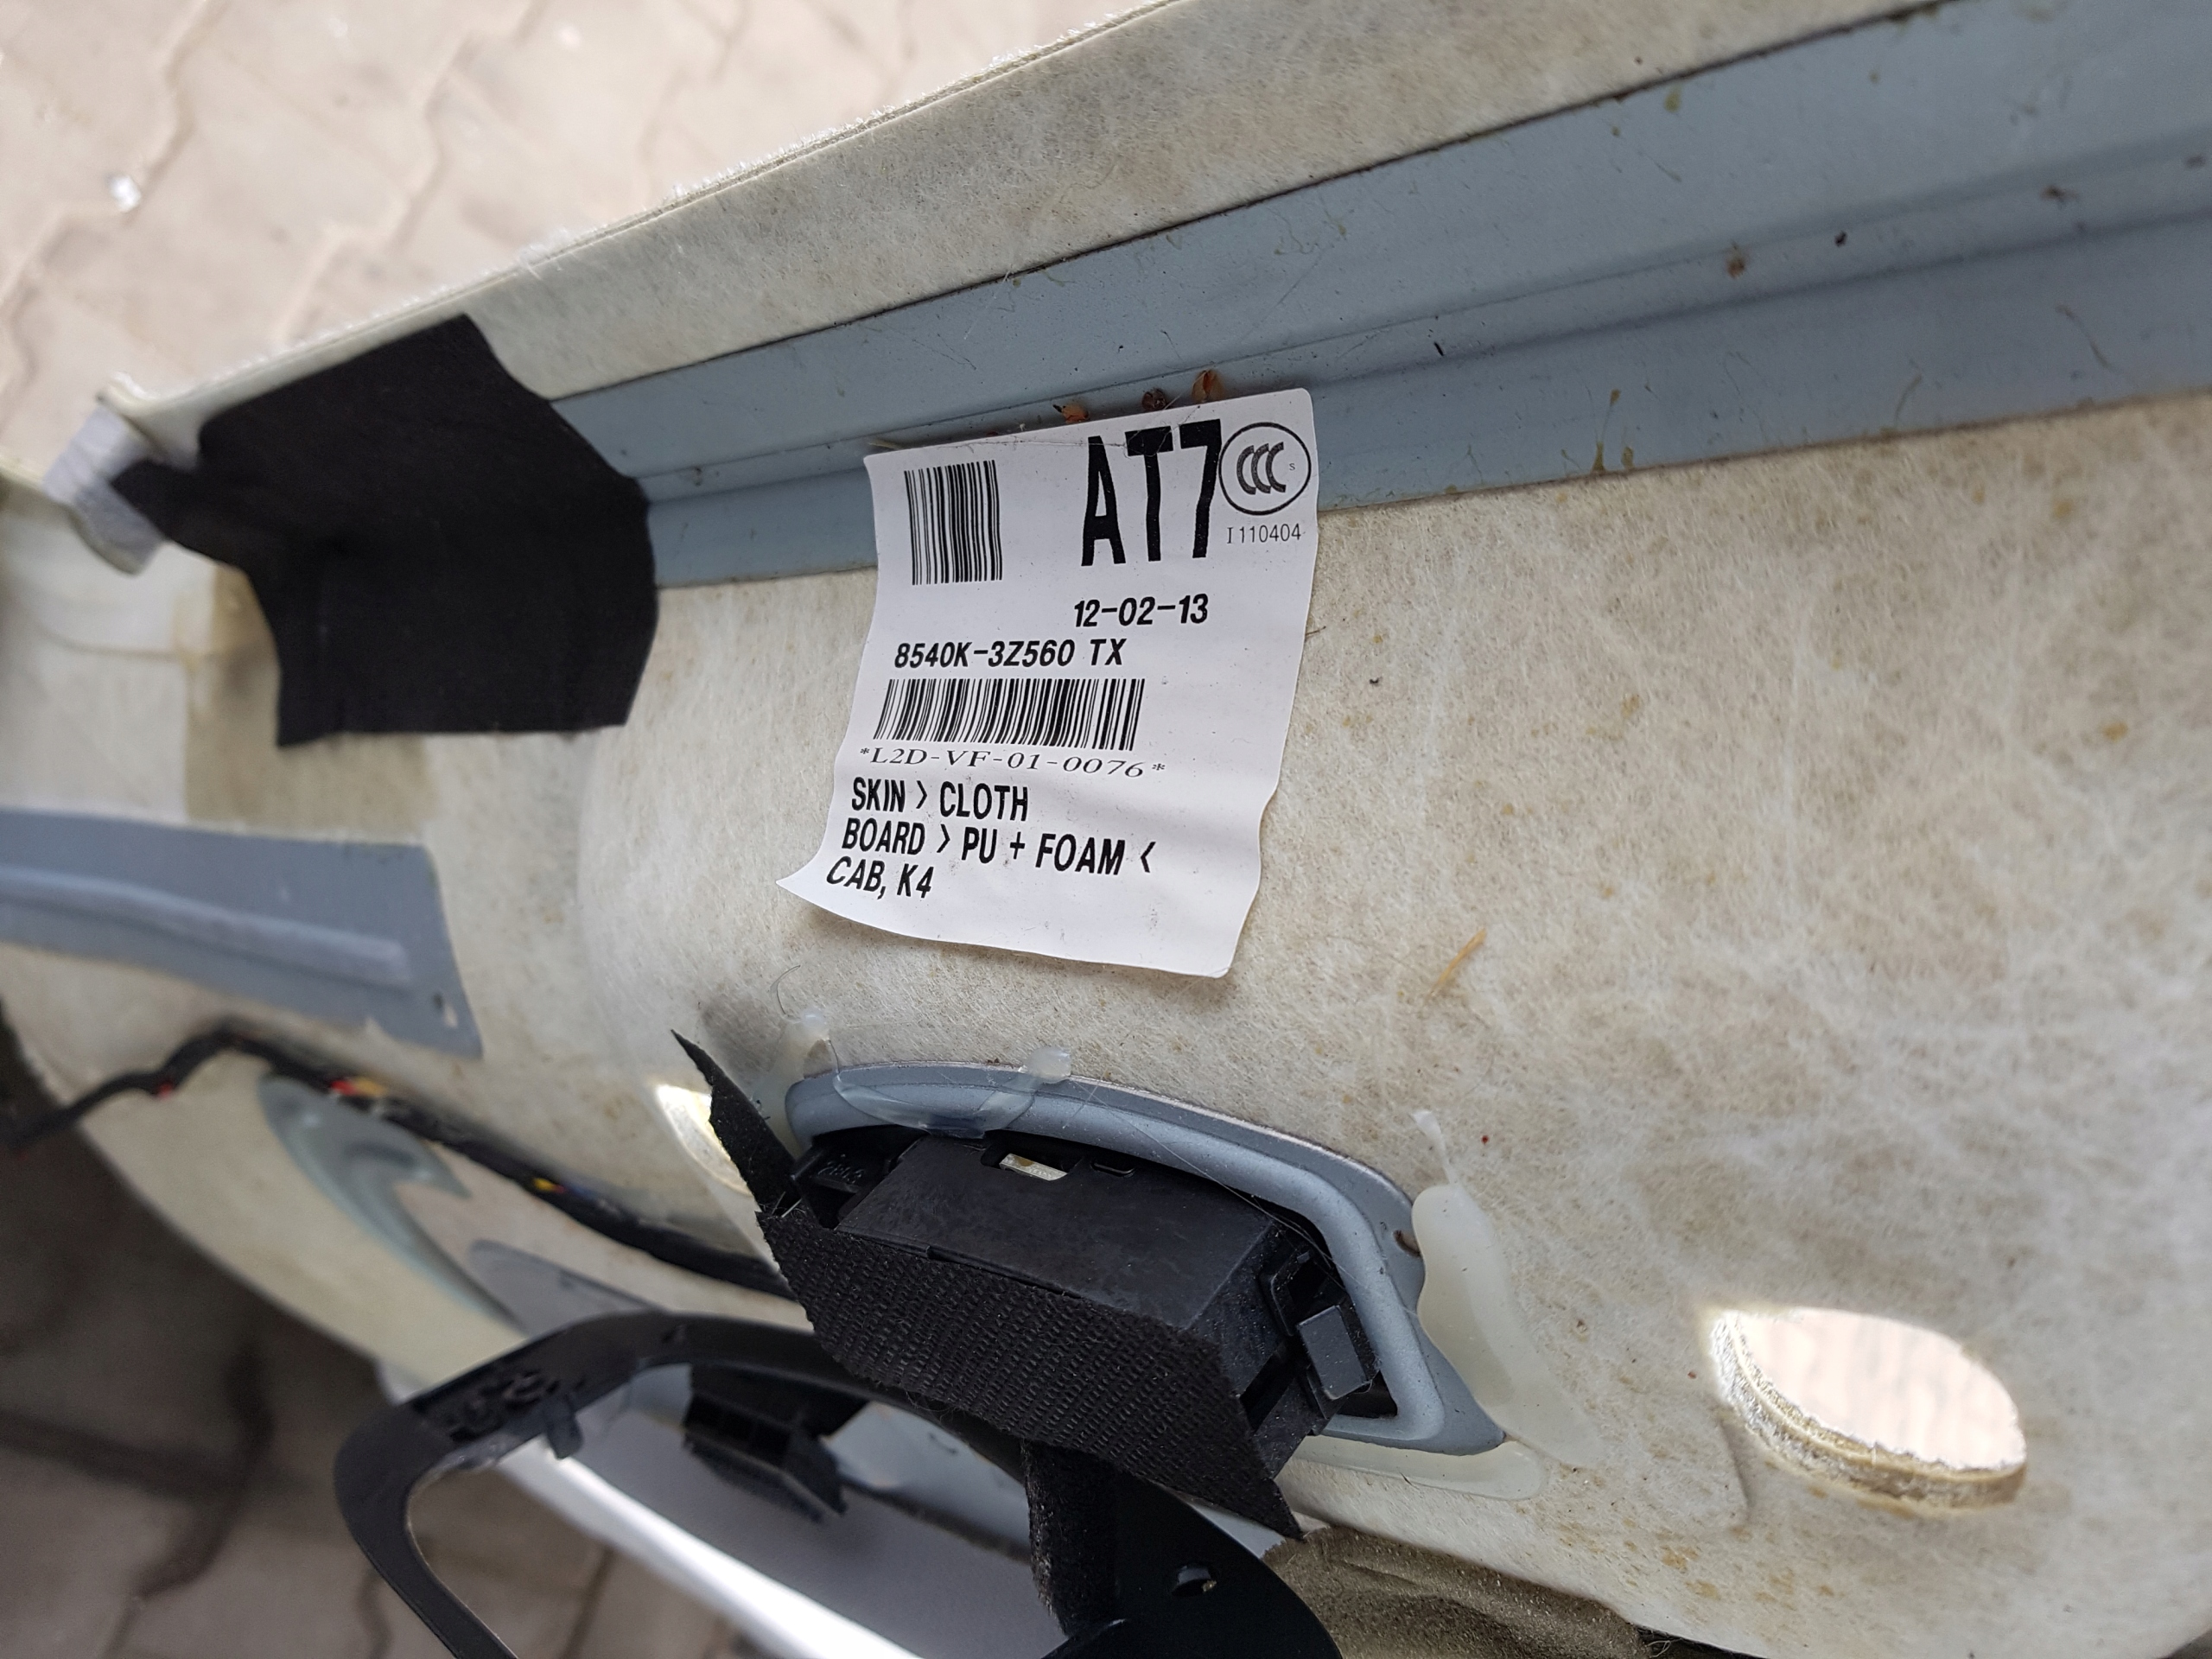 AT7
CCC S
I110404
12-02-13
8540K-3Z560 TX
*L2D-VF-01-0076*
SKIN > CLOTH
BOARD > PU + FOAM <
CAB, K4